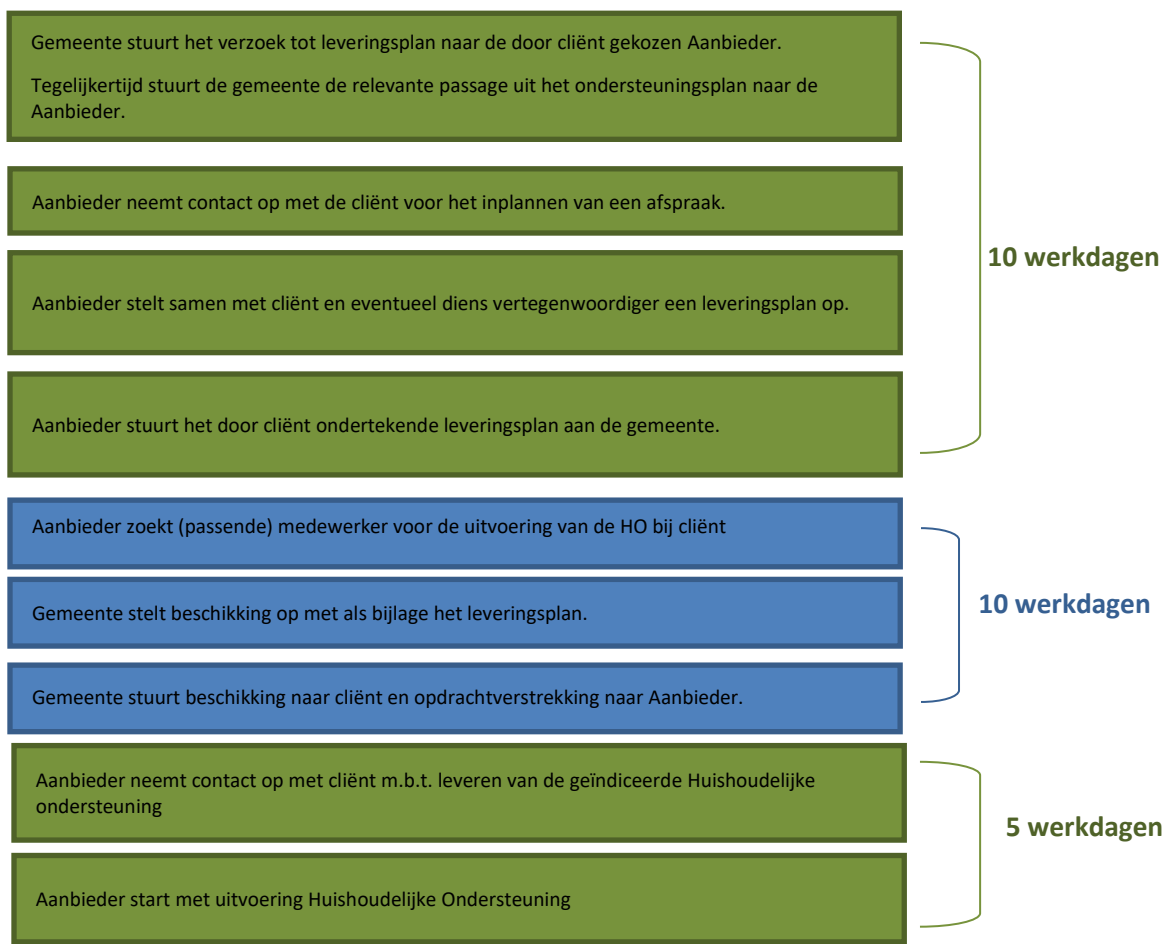 Gemeente stuurt het verzoek tot leveringsplan naar de door cliënt gekozen Aanbieder.
Tegelijkertijd stuurt de gemeente de relevante passage uit het ondersteuningsplan naar de
Aanbieder.
Aanbieder neemt contact op met de cliënt voor het inplannen van een afspraak.
Aanbieder stelt samen met cliënt en eventueel diens vertegenwoordiger een leveringsplan op.
Aanbieder stuurt het door cliënt ondertekende leveringsplan aan de gemeente.
10 werkdagen
Aanbieder zoekt (passende) medewerker voor de uitvoering van de HO bij cliënt
Gemeente stelt beschikking op met als bijlage het leveringsplan.
Gemeente stuurt beschikking naar cliënt en opdrachtverstrekking naar Aanbieder.
10 werkdagen
Aanbieder neemt contact op met cliënt m.b.t. leveren van de geïndiceerde Huishoudelijke
ondersteuning
Aanbieder start met uitvoering Huishoudelijke Ondersteuning
5 werkdagen